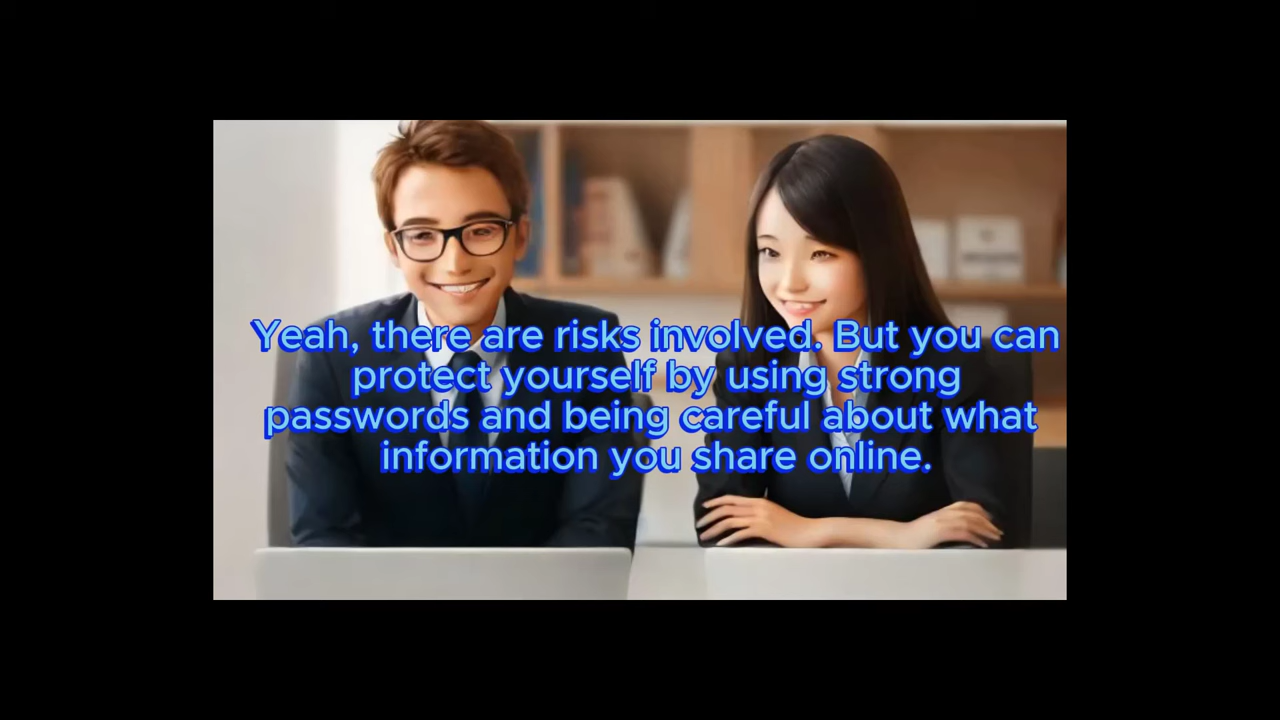 Yeah, there are risks involved. But you can
protect yourself by using strong
passwords and being careful about what
information you share online.